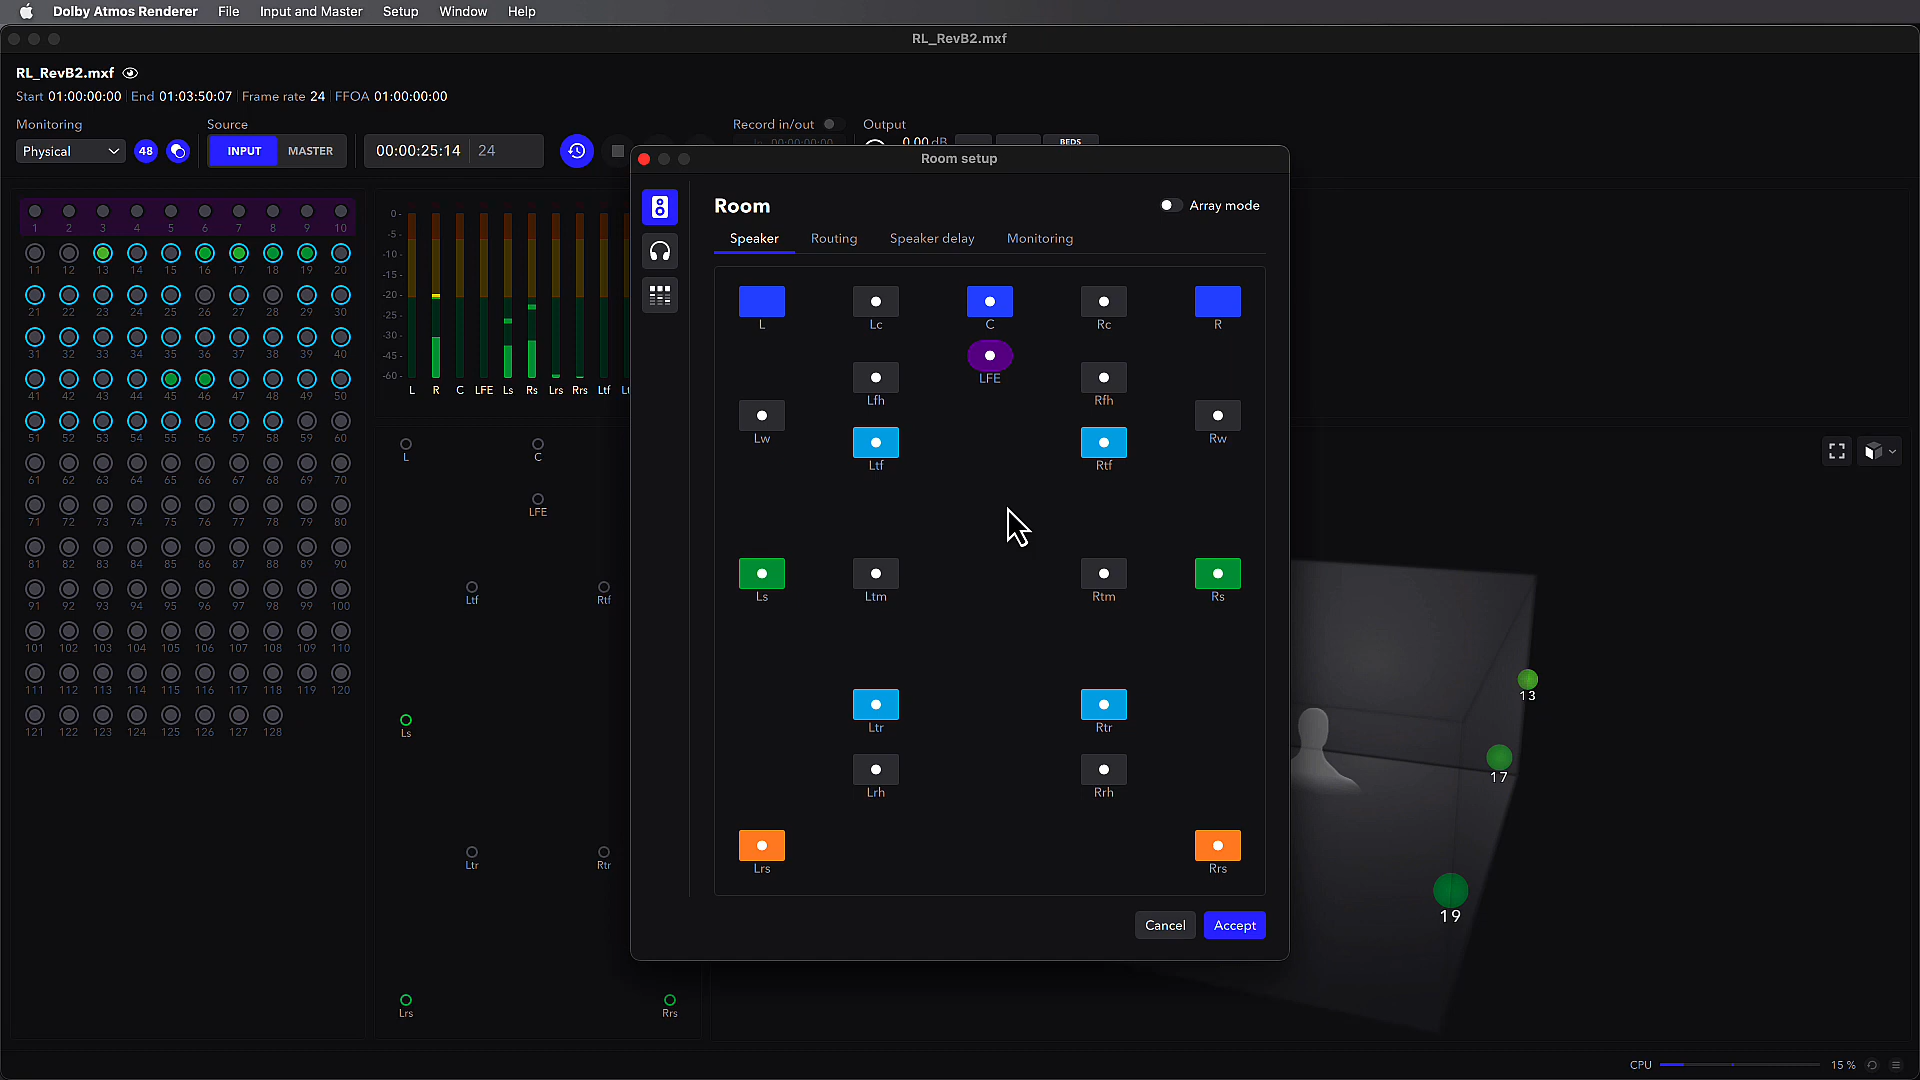 Dolby Atmos Renderer File Input and Master Setup Window Help
RL_RevB2.mxf
RL_RevB2.mxf
Start 01:00:00:00 End 01:03:50:07 Frame rate 24 FFOA 01:00:00:00
Monitoring Source Record in/out Output
Physical 48 INPUT MASTER 00:00:25:14 24 0.00 dB BEDS
Room setup
Room Array mode
Speaker Routing Speaker delay Monitoring
L Lc C Rc R
LFE
Lfh Rfh
Lw Rw
Ltf Rtf
Ls Ltm Rtm Rs
Ltr Rtr
Lrh Rrh
Lrs Rrs
Cancel Accept
1 2 3 4 5 6 7 8 9 10
11 12 13 14 15 16 17 18 19 20
21 22 23 24 25 26 27 28 29 30
31 32 33 34 35 36 37 38 39 40
41 42 43 44 45 46 47 48 49 50
51 52 53 54 55 56 57 58 59 60
61 62 63 64 65 66 67 68 69 70
71 72 73 74 75 76 77 78 79 80
81 82 83 84 85 86 87 88 89 90
91 92 93 94 95 96 97 98 99 100
101 102 103 104 105 106 107 108 109 110
111 112 113 114 115 116 117 118 119 120
121 122 123 124 125 126 127 128
0
-5
-10
-15
-20
-25
-30
-45
-60
L R C LFE Ls Rs Lrs Rrs Ltf
L C
LFE
Ltf Rtf
Ls
Ltr Rtr
Lrs Rrs
13
17
19
CPU 15 %